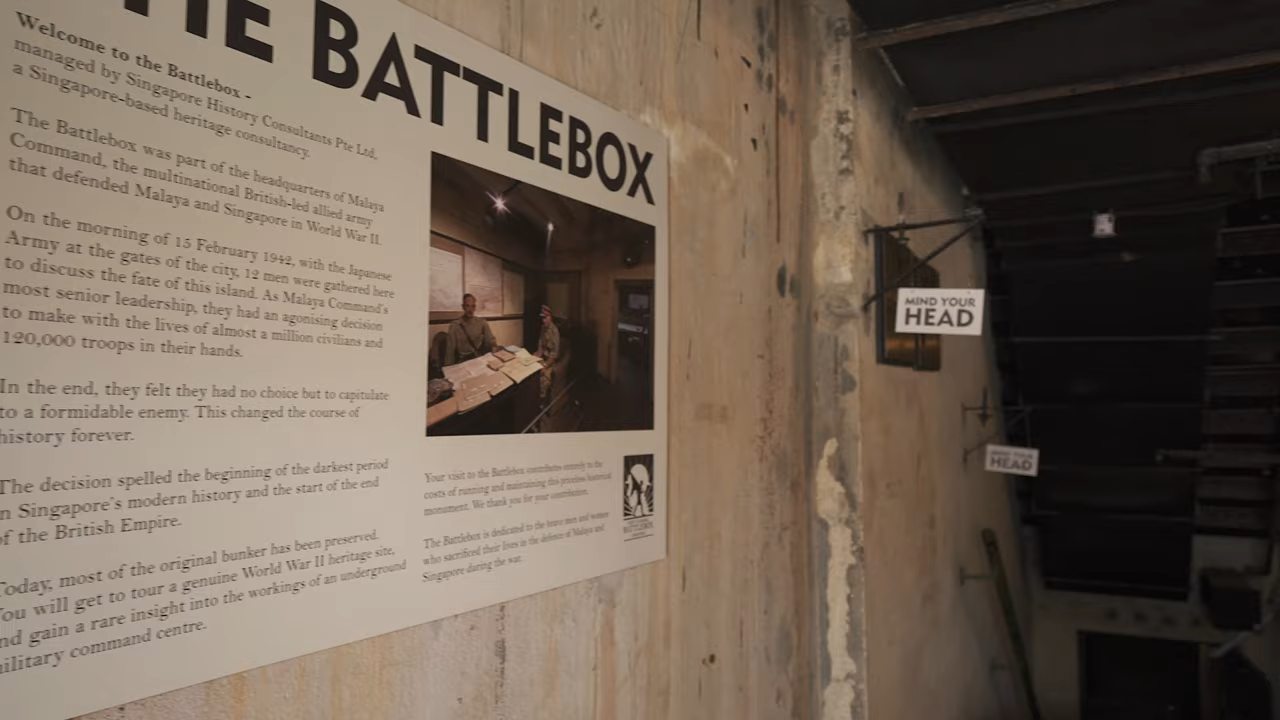 THE BATTLEBOX
Welcome to the Battlebox -
managed by Singapore History Consultants Pte Ltd,
a Singapore-based heritage consultancy.
The Battlebox was part of the headquarters of Malaya
Command, the multinational British-led allied army
that defended Malaya and Singapore in World War II.
On the morning of 15 February 1942, with the Japanese
Army at the gates of the city, 12 men were gathered here
to discuss the fate of this island. As Malaya Command's
most senior leadership, they had an agonising decision
to make with the lives of almost a million civilians and
120,000 troops in their hands.
In the end, they felt they had no choice but to capitulate
to a formidable enemy. This changed the course of
history forever.
The decision spelled the beginning of the darkest period
in Singapore's modern history and the start of the end
of the British Empire.
Today, most of the original bunker has been preserved.
You will get to tour a genuine World War II heritage site,
and gain a rare insight into the workings of an underground
military command centre.
Your visit to the Battlebox contributes entirely to the
costs of running and maintaining this priceless historical
monument. We thank you for your contribution.
The Battlebox is dedicated to the brave men and women
who sacrificed their lives in the defence of Malaya and
Singapore during the war.
MIND YOUR
HEAD
MIND YOUR
HEAD